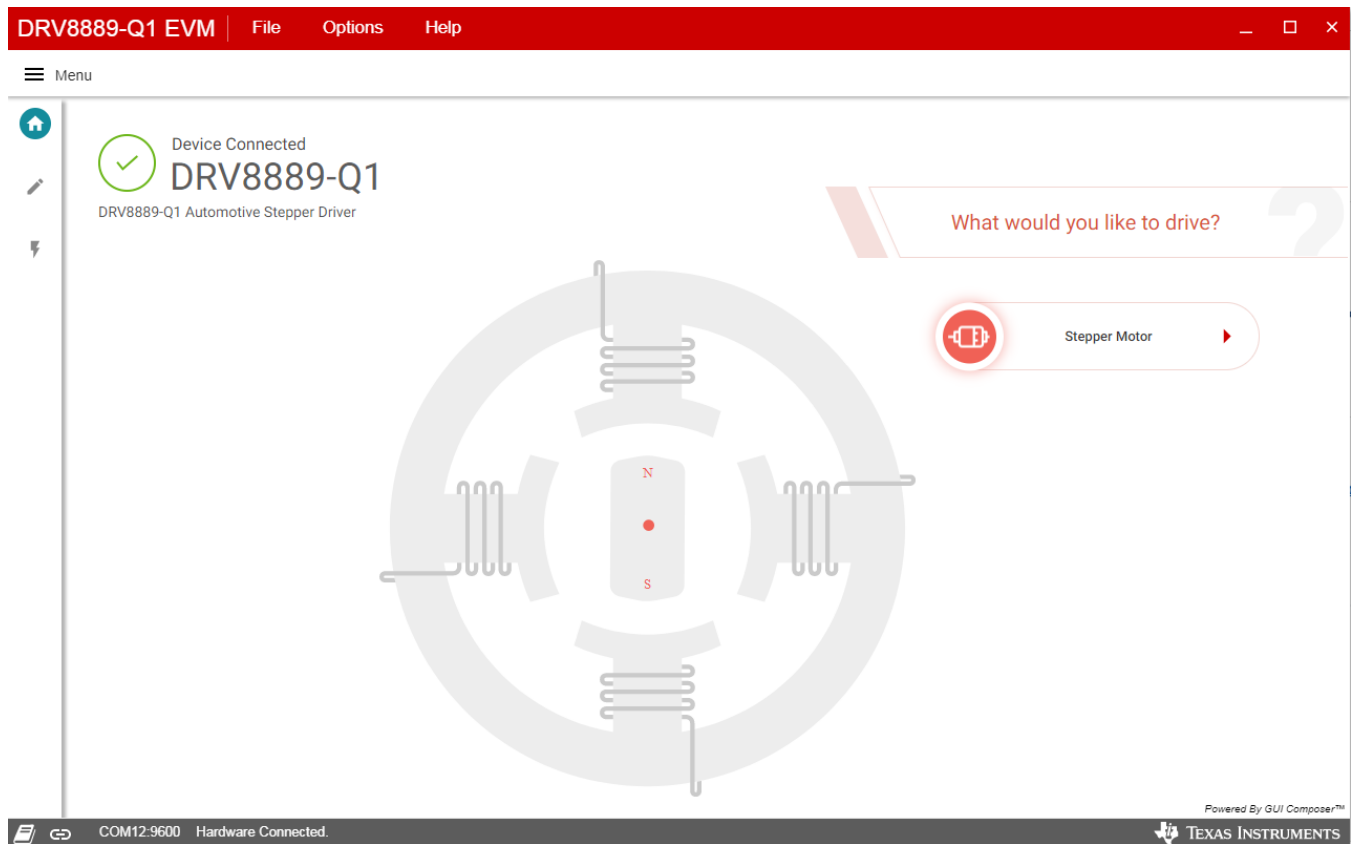 DRV8889-Q1 EVM File Options Help
Menu
Device Connected
DRV8889-Q1
DRV8889-Q1 Automotive Stepper Driver
What would you like to drive?
?
Stepper Motor
N
S
Powered By GUI Composer™
COM12:9600 Hardware Connected.
TEXAS INSTRUMENTS